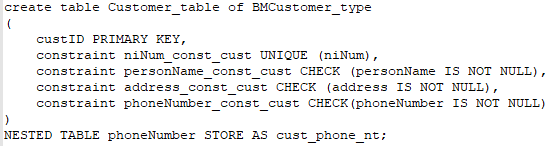 create table Customer_table of BMCustomer_type
(
    custID PRIMARY KEY,
    constraint niNum_const_cust UNIQUE (niNum),
    constraint personName_const_cust CHECK (personName IS NOT NULL),
    constraint address_const_cust CHECK (address IS NOT NULL),
    constraint phoneNumber_const_cust CHECK(phoneNumber IS NOT NULL)
)
NESTED TABLE phoneNumber STORE AS cust_phone_nt;